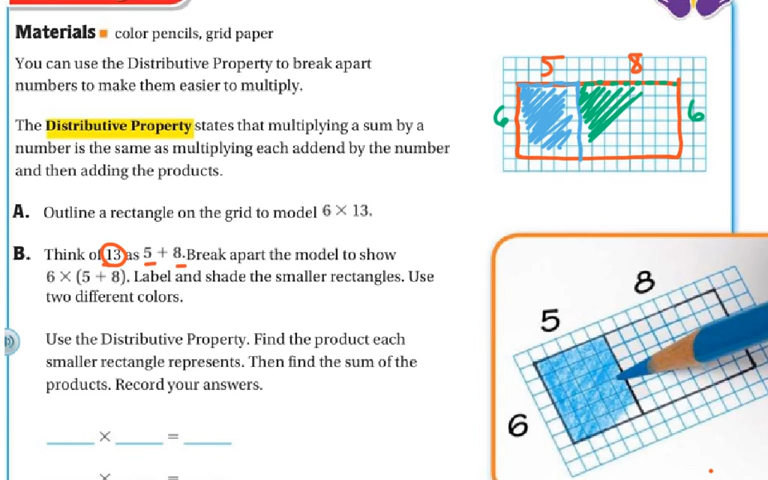 Materials ■ color pencils, grid paper
You can use the Distributive Property to break apart
numbers to make them easier to multiply.
The Distributive Property states that multiplying a sum by a
number is the same as multiplying each addend by the number
and then adding the products.
A. Outline a rectangle on the grid to model 6 × 13.
B. Think of 13 as 5 + 8. Break apart the model to show
6 × (5 + 8). Label and shade the smaller rectangles. Use
two different colors.
Use the Distributive Property. Find the product each
smaller rectangle represents. Then find the sum of the
products. Record your answers.
____ × ____ = ____
5 8
6 6
8
5
6